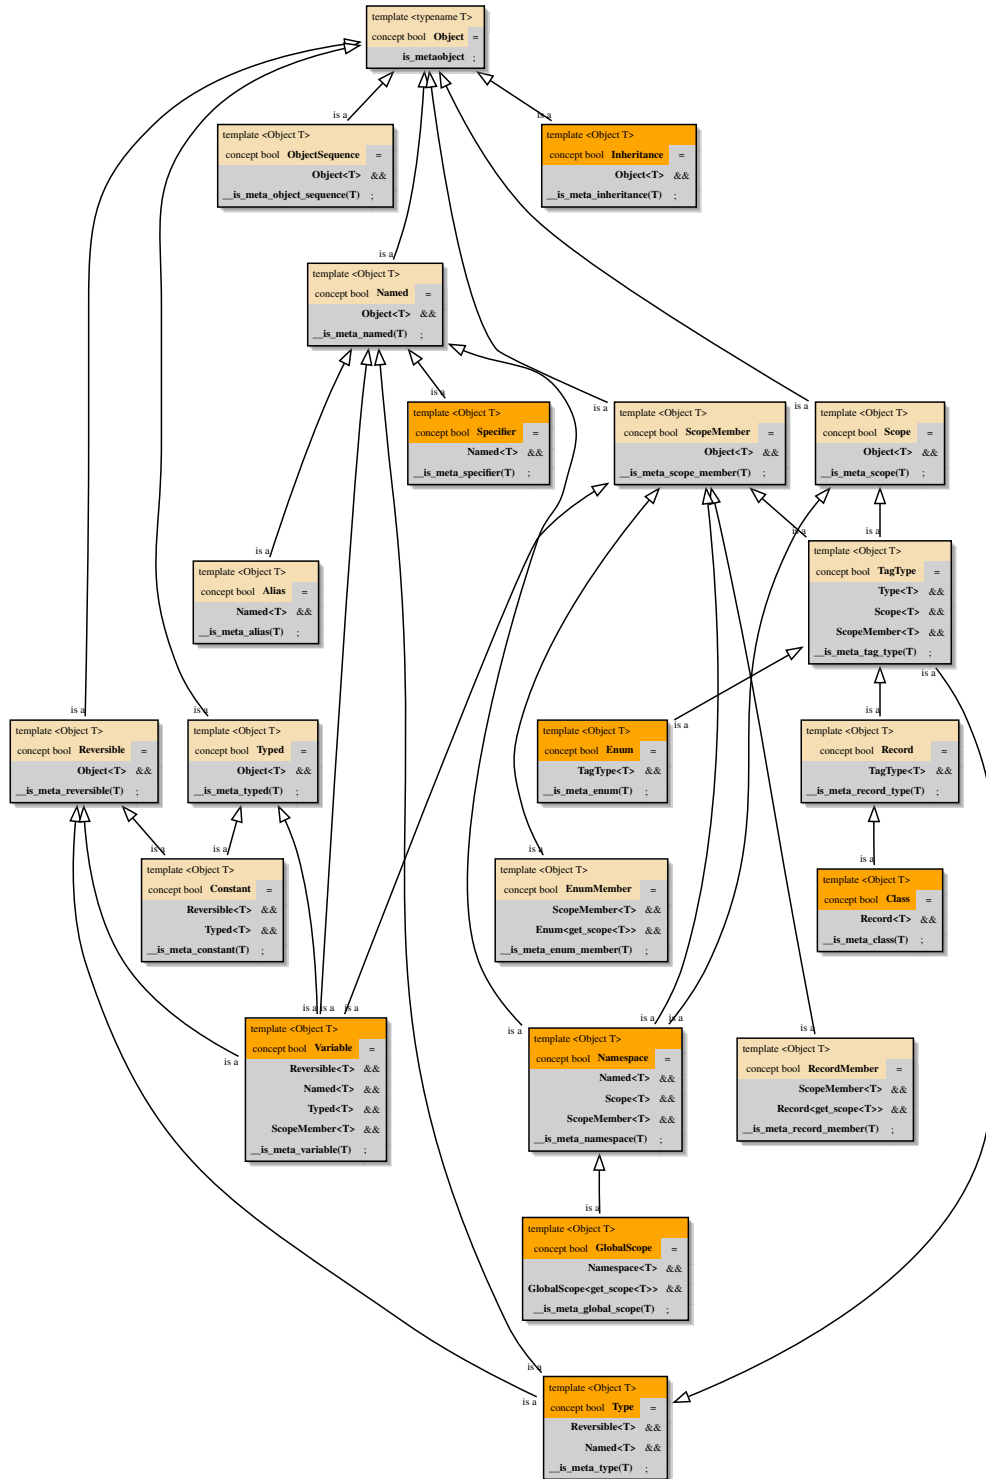 template <typename T>
concept bool Object =
is_metaobject ;
is a
is a
template <Object T>
concept bool ObjectSequence =
Object<T> &&
__is_meta_object_sequence(T) ;
template <Object T>
concept bool Inheritance =
Object<T> &&
__is_meta_inheritance(T) ;
is a
template <Object T>
concept bool Named =
Object<T> &&
__is_meta_named(T) ;
is a
is a
is a
template <Object T>
concept bool Specifier =
Named<T> &&
__is_meta_specifier(T) ;
template <Object T>
concept bool ScopeMember =
Object<T> &&
__is_meta_scope_member(T) ;
template <Object T>
concept bool Scope =
Object<T> &&
__is_meta_scope(T) ;
is a
is a
is a
template <Object T>
concept bool Alias =
Named<T> &&
__is_meta_alias(T) ;
template <Object T>
concept bool TagType =
Type<T> &&
Scope<T> &&
ScopeMember<T> &&
__is_meta_tag_type(T) ;
is a
is a
is a
is a
template <Object T>
concept bool Reversible =
Object<T> &&
__is_meta_reversible(T) ;
template <Object T>
concept bool Typed =
Object<T> &&
__is_meta_typed(T) ;
template <Object T>
concept bool Enum =
TagType<T> &&
__is_meta_enum(T) ;
template <Object T>
concept bool Record =
TagType<T> &&
__is_meta_record_type(T) ;
is a
is a
is a
is a
template <Object T>
concept bool Constant =
Reversible<T> &&
Typed<T> &&
__is_meta_constant(T) ;
template <Object T>
concept bool EnumMember =
ScopeMember<T> &&
Enum<get_scope<T>> &&
__is_meta_enum_member(T) ;
template <Object T>
concept bool Class =
Record<T> &&
__is_meta_class(T) ;
is a
is a
is a
is a
template <Object T>
concept bool Variable =
Reversible<T> &&
Named<T> &&
Typed<T> &&
ScopeMember<T> &&
__is_meta_variable(T) ;
is a
is a
is a
template <Object T>
concept bool Namespace =
Named<T> &&
Scope<T> &&
ScopeMember<T> &&
__is_meta_namespace(T) ;
is a
template <Object T>
concept bool RecordMember =
ScopeMember<T> &&
Record<get_scope<T>> &&
__is_meta_record_member(T) ;
is a
template <Object T>
concept bool GlobalScope =
Namespace<T> &&
GlobalScope<get_scope<T>> &&
__is_meta_global_scope(T) ;
is a
is a
template <Object T>
concept bool Type =
Reversible<T> &&
Named<T> &&
__is_meta_type(T) ;